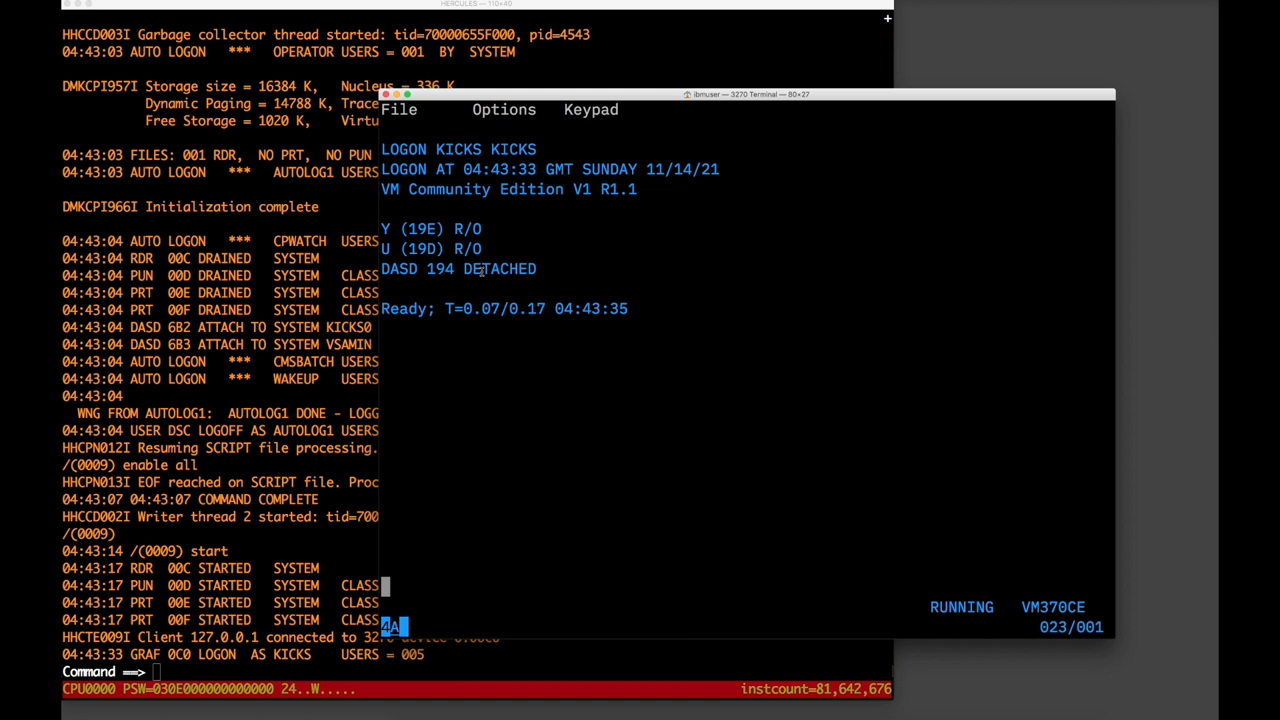 HERCULES — 110×40
HHCCD003I Garbage collector thread started: tid=70000655F000, pid=4543
04:43:03 AUTO LOGON   ***   OPERATOR USERS = 001  BY  SYSTEM
DMKCPI957I Storage size = 16384 K,   Nucleus = 336 K,
Dynamic Paging = 14788 K, Trace
Free Storage = 1020 K,   Virtu
04:43:03 FILES: 001 RDR,  NO PRT,  NO PUN
04:43:03 AUTO LOGON   ***   AUTOLOG1 USERS
DMKCPI966I Initialization complete
04:43:04 AUTO LOGON   ***   CPWATCH  USERS
04:43:04 RDR  00C DRAINED   SYSTEM
04:43:04 PUN  00D DRAINED   SYSTEM   CLASS
04:43:04 PRT  00E DRAINED   SYSTEM   CLASS
04:43:04 PRT  00F DRAINED   SYSTEM   CLASS
04:43:04 DASD 6B2 ATTACH TO SYSTEM KICKS0
04:43:04 DASD 6B3 ATTACH TO SYSTEM VSAMIN
04:43:04 AUTO LOGON   ***   CMSBATCH USERS
04:43:04 AUTO LOGON   ***   WAKEUP   USERS
04:43:04
WNG FROM AUTOLOG1:  AUTOLOG1 DONE - LOGG
04:43:04 USER DSC LOGOFF AS AUTOLOG1 USERS
HHCPN012I Resuming SCRIPT file processing.
/(0009) enable all
HHCPN013I EOF reached on SCRIPT file. Proc
04:43:07 04:43:07 COMMAND COMPLETE
HHCCD002I Writer thread 2 started: tid=700
/(0009)
04:43:14 /(0009) start
04:43:17 RDR  00C STARTED   SYSTEM
04:43:17 PUN  00D STARTED   SYSTEM   CLASS
04:43:17 PRT  00E STARTED   SYSTEM   CLASS
04:43:17 PRT  00F STARTED   SYSTEM   CLASS
HHCTE009I Client 127.0.0.1 connected to 3270 device 0:00C0
04:43:33 GRAF 0C0 LOGON  AS KICKS    USERS = 005
Command ==>
CPU0000 PSW=030E000000000000 24..W.....   instcount=81,642,676
ibmuser — 3270 Terminal — 80×27
File   Options   Keypad
LOGON KICKS KICKS
LOGON AT 04:43:33 GMT SUNDAY 11/14/21
VM Community Edition V1 R1.1
Y (19E) R/O
U (19D) R/O
DASD 194 DETACHED
Ready; T=0.07/0.17 04:43:35
RUNNING   VM370CE
4A   023/001